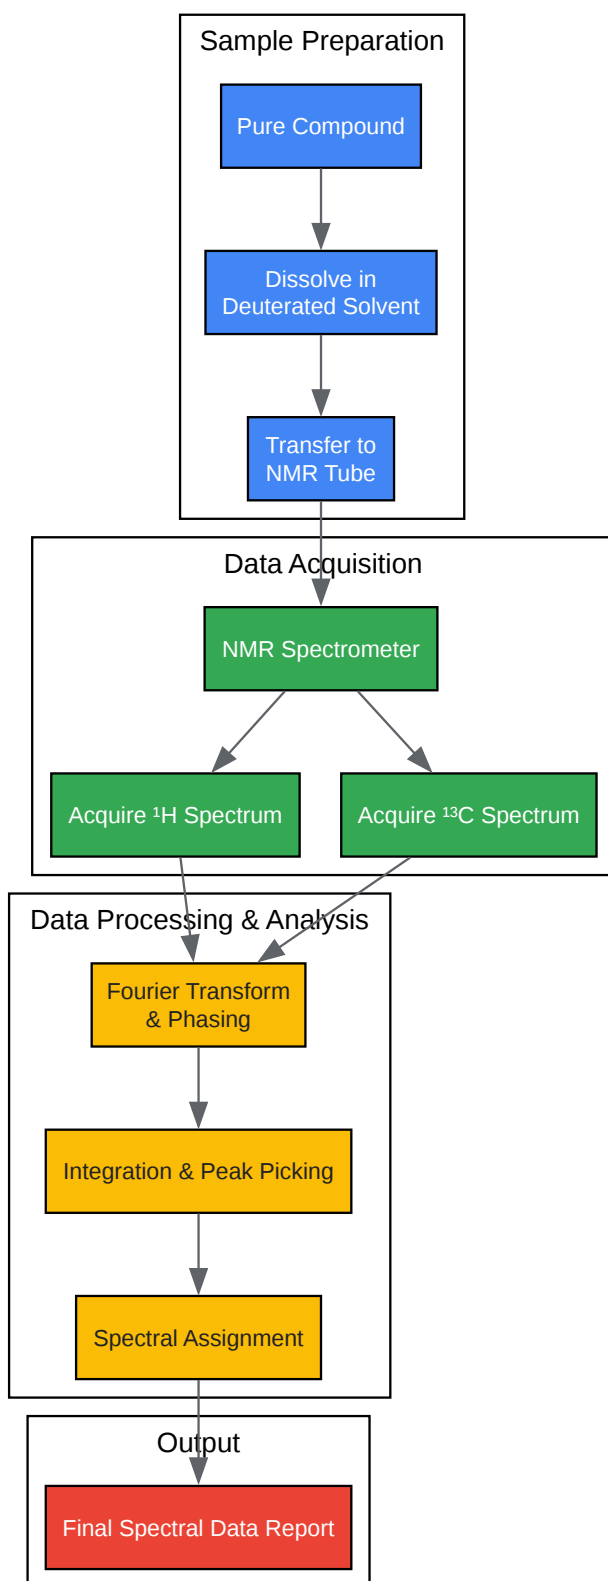 Sample Preparation
Pure Compound
Dissolve in
Deuterated Solvent
Transfer to
NMR Tube
Data Acquisition
NMR Spectrometer
Acquire ¹H Spectrum
Acquire ¹³C Spectrum
Data Processing & Analysis
Fourier Transform
& Phasing
Integration & Peak Picking
Spectral Assignment
Output
Final Spectral Data Report